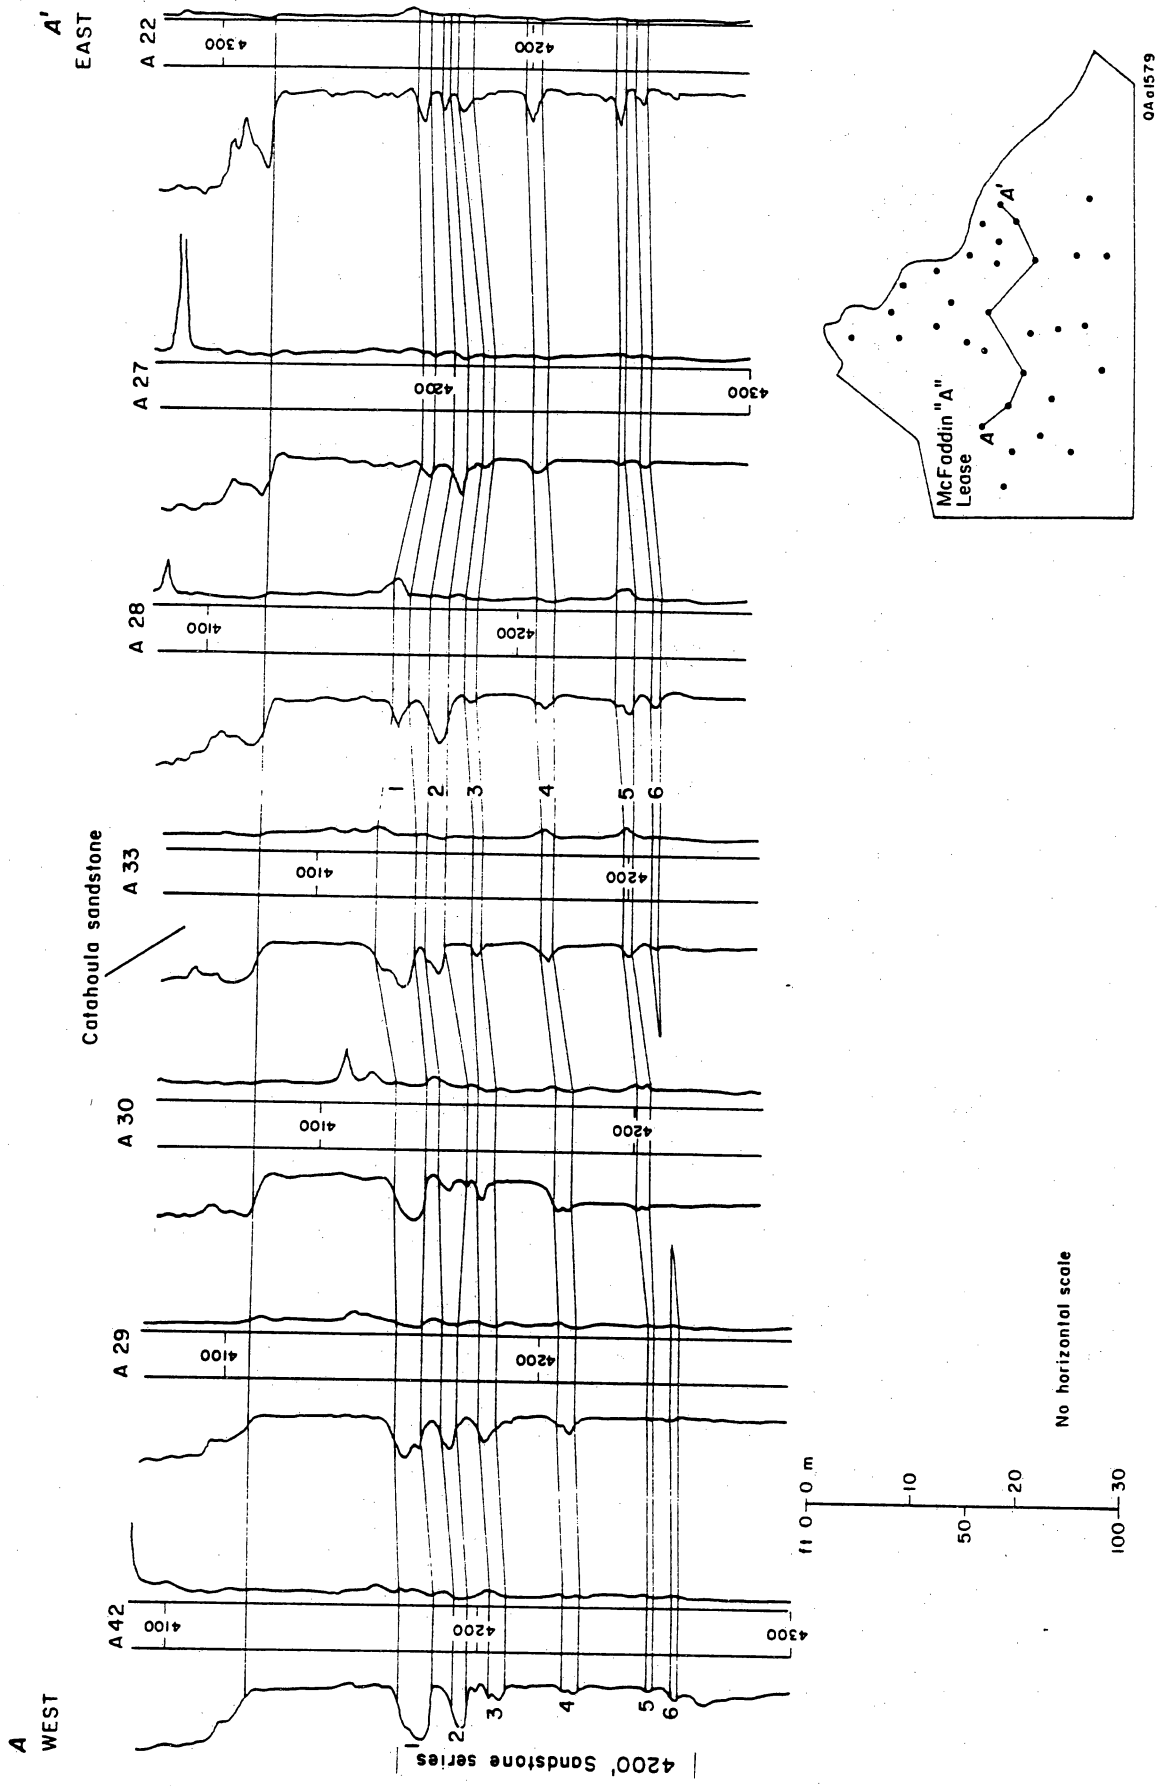 A
WEST
A'
EAST
A 42
A 29
A 30
A 33
A 28
A 27
A 22
Catahoula sandstone
4100
4200
4300
4100
4200
4100
4200
4100
4200
4100
4200
4200
4300
4300
4200
4200' Sandstone series
1
2
3
4
5
6
1
2
3
4
5
6
ft 0 0 m
10
50
20
100 30
No horizontal scale
McFaddin "A"
Lease
A
A'
QAa1579